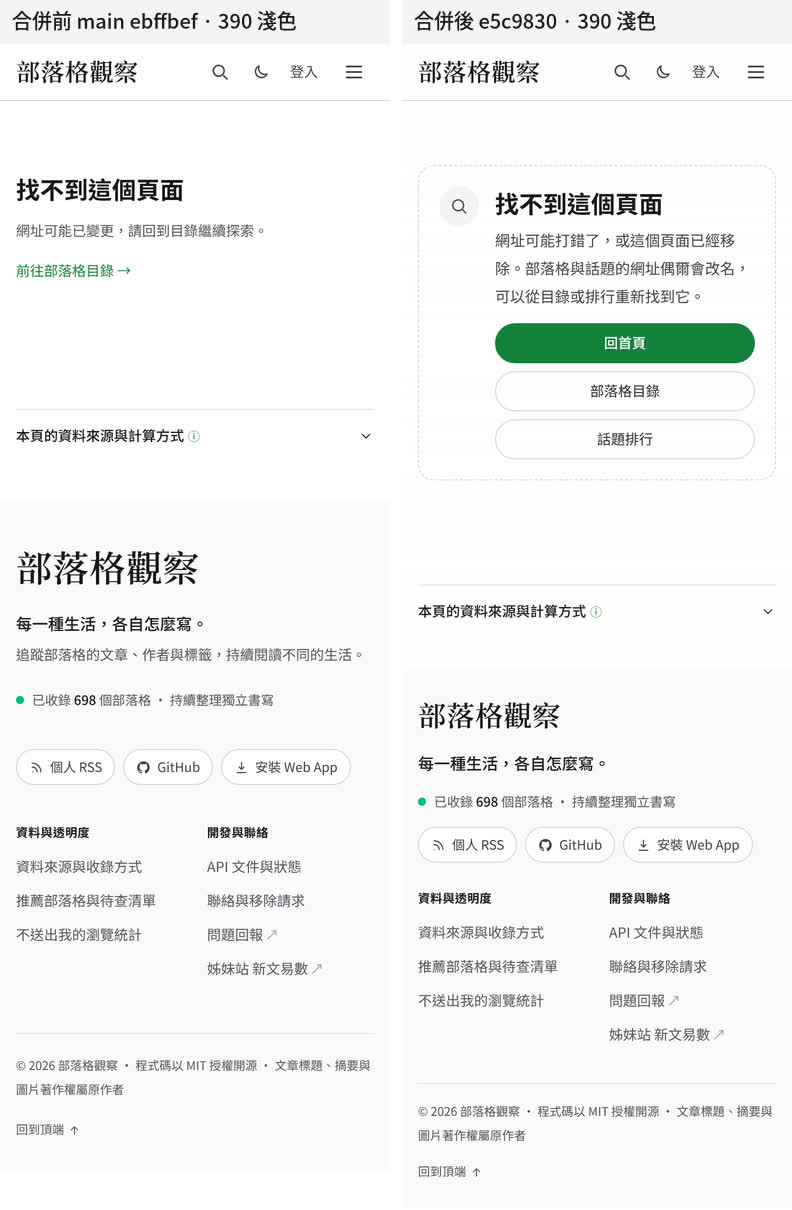 合併前 main ebffbef · 390 淺色
部落格觀察
登入
找不到這個頁面
網址可能已變更，請回到目錄繼續探索。
前往部落格目錄 →
本頁的資料來源與計算方式 ⓘ
部落格觀察
每一種生活，各自怎麼寫。
追蹤部落格的文章、作者與標籤，持續閱讀不同的生活。
已收錄 698 個部落格 · 持續整理獨立書寫
個人 RSS
GitHub
安裝 Web App
資料與透明度
資料來源與收錄方式
推薦部落格與待查清單
不送出我的瀏覽統計
開發與聯絡
API 文件與狀態
聯絡與移除請求
問題回報 ↗
姊妹站 新文易數 ↗
© 2026 部落格觀察 · 程式碼以 MIT 授權開源 · 文章標題、摘要與
圖片著作權屬原作者
回到頂端 ↑
合併後 e5c9830 · 390 淺色
部落格觀察
登入
找不到這個頁面
網址可能打錯了，或這個頁面已經移
除。部落格與話題的網址偶爾會改名，
可以從目錄或排行重新找到它。
回首頁
部落格目錄
話題排行
本頁的資料來源與計算方式 ⓘ
部落格觀察
每一種生活，各自怎麼寫。
已收錄 698 個部落格 · 持續整理獨立書寫
個人 RSS
GitHub
安裝 Web App
資料與透明度
資料來源與收錄方式
推薦部落格與待查清單
不送出我的瀏覽統計
開發與聯絡
API 文件與狀態
聯絡與移除請求
問題回報 ↗
姊妹站 新文易數 ↗
© 2026 部落格觀察 · 程式碼以 MIT 授權開源 · 文章標題、摘要與
圖片著作權屬原作者
回到頂端 ↑